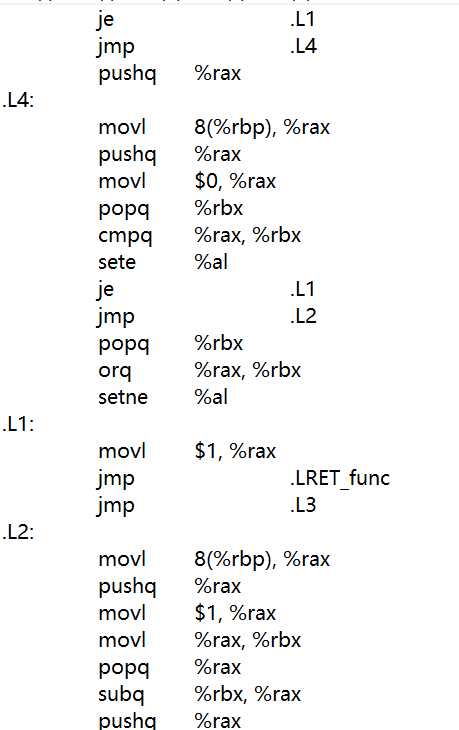 je .L1
jmp .L4
pushq %rax
.L4:
movl 8(%rbp), %rax
pushq %rax
movl $0, %rax
popq %rbx
cmpq %rax, %rbx
sete %al
je .L1
jmp .L2
popq %rbx
orq %rax, %rbx
setne %al
.L1:
movl $1, %rax
jmp .LRET_func
jmp .L3
.L2:
movl 8(%rbp), %rax
pushq %rax
movl $1, %rax
movl %rax, %rbx
popq %rax
subq %rbx, %rax
pushq %rax